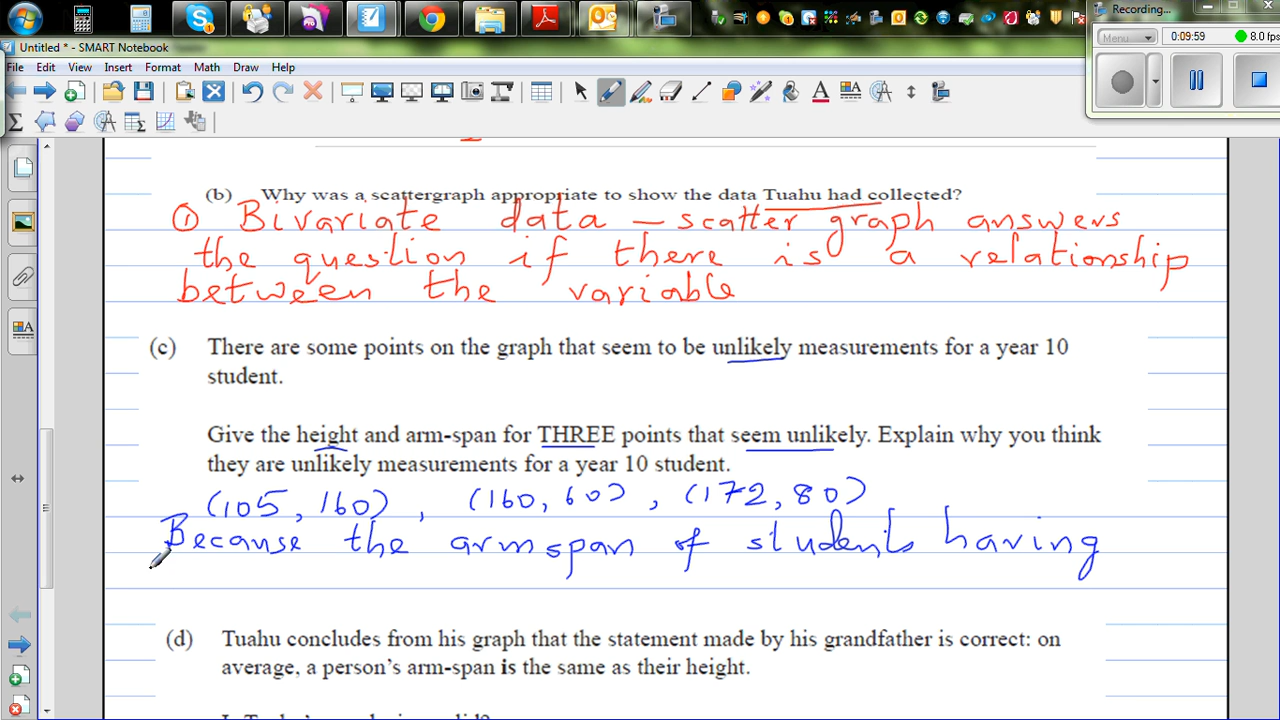 Recording...
Menu
0:09:59
8.0 fps
Untitled * - SMART Notebook
File Edit View Insert Format Math Draw Help
(b) Why was a scattergraph appropriate to show the data Tuahu had collected?
① Bivariate data — scatter graph answers
the question if there is a relationship
between the variable
(c) There are some points on the graph that seem to be unlikely measurements for a year 10
student.
Give the height and arm-span for THREE points that seem unlikely. Explain why you think
they are unlikely measurements for a year 10 student.
(105, 160), (160, 60), (172, 80)
Because the arm span of students having
(d) Tuahu concludes from his graph that the statement made by his grandfather is correct: on
average, a person's arm-span is the same as their height.